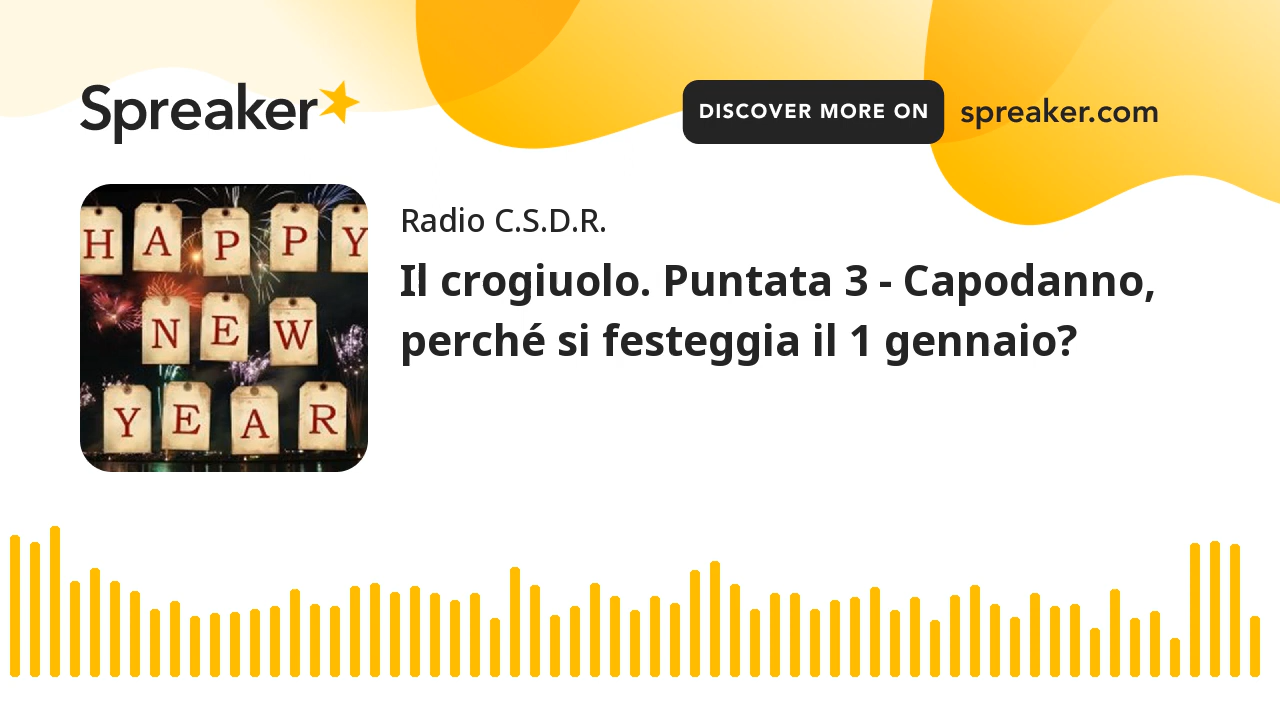 Spreaker
DISCOVER MORE ON
spreaker.com
HAPPY
NEW
YEAR
Radio C.S.D.R.
Il crogiuolo. Puntata 3 - Capodanno,
perché si festeggia il 1 gennaio?